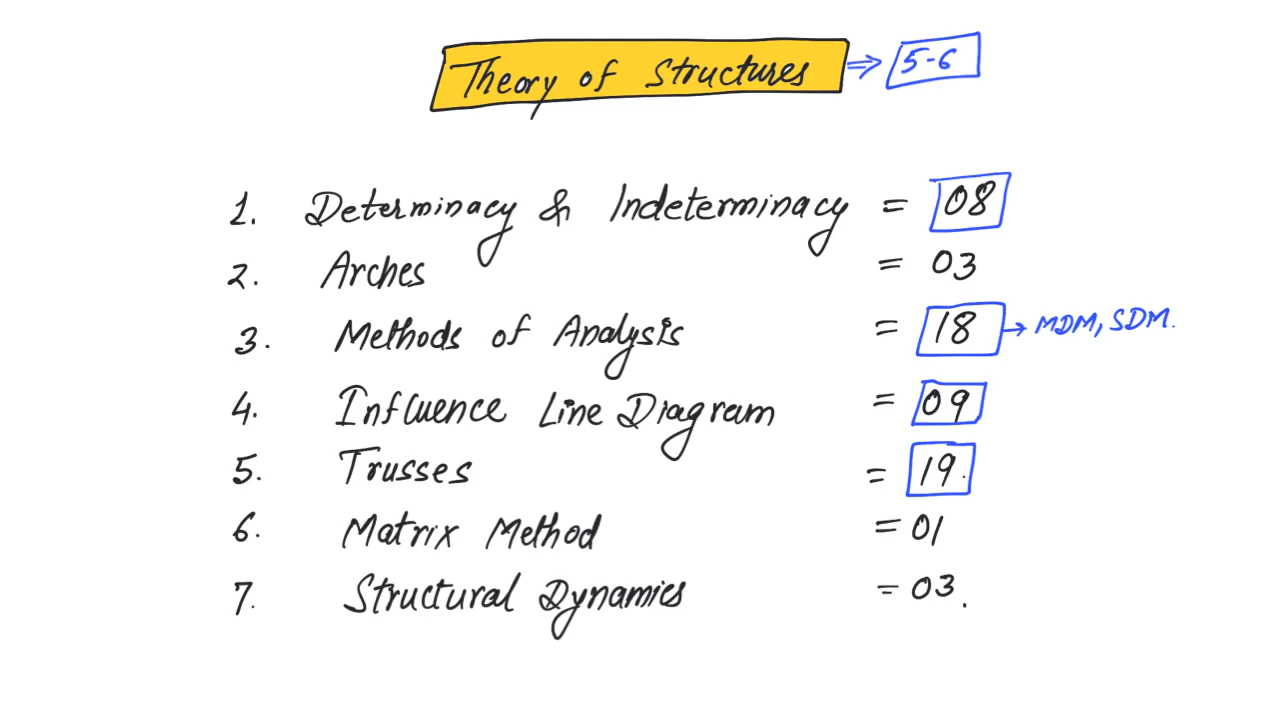 Theory of Structures ⇒ 5-6
1. Determinacy & Indeterminacy = 08
2. Arches = 03
3. Methods of Analysis = 18 → MDM, SDM.
4. Influence Line Diagram = 09
5. Trusses = 19.
6. Matrix Method = 01
7. Structural Dynamics = 03.